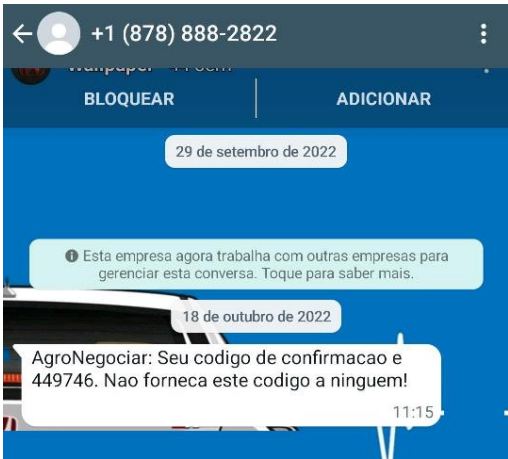 +1 (878) 888-2822
BLOQUEAR
ADICIONAR
29 de setembro de 2022
Esta empresa agora trabalha com outras empresas para
gerenciar esta conversa. Toque para saber mais.
18 de outubro de 2022
AgroNegociar: Seu codigo de confirmacao e
449746. Nao forneca este codigo a ninguem!
11:15